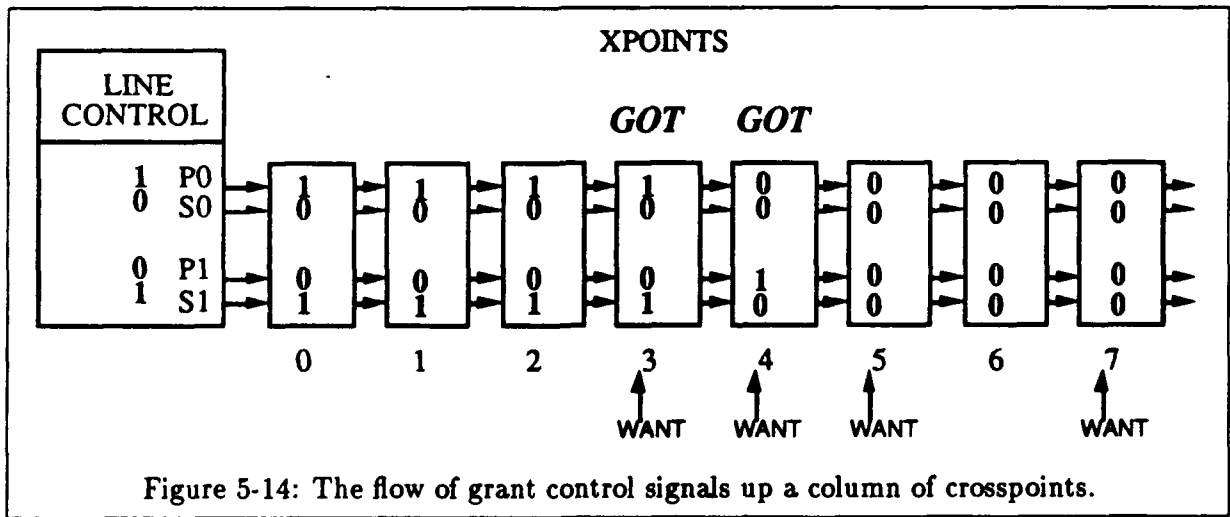 XPOINTS
LINE
CONTROL
GOT GOT
1 P0 1 1 1 1 0 0 0 0
0 S0 0 0 0 0 0 0 0 0
0 P1 0 0 0 0 1 0 0 0
1 S1 1 1 1 1 0 0 0 0
0 1 2 3 4 5 6 7
WANT WANT WANT WANT
Figure 5-14: The flow of grant control signals up a column of crosspoints.